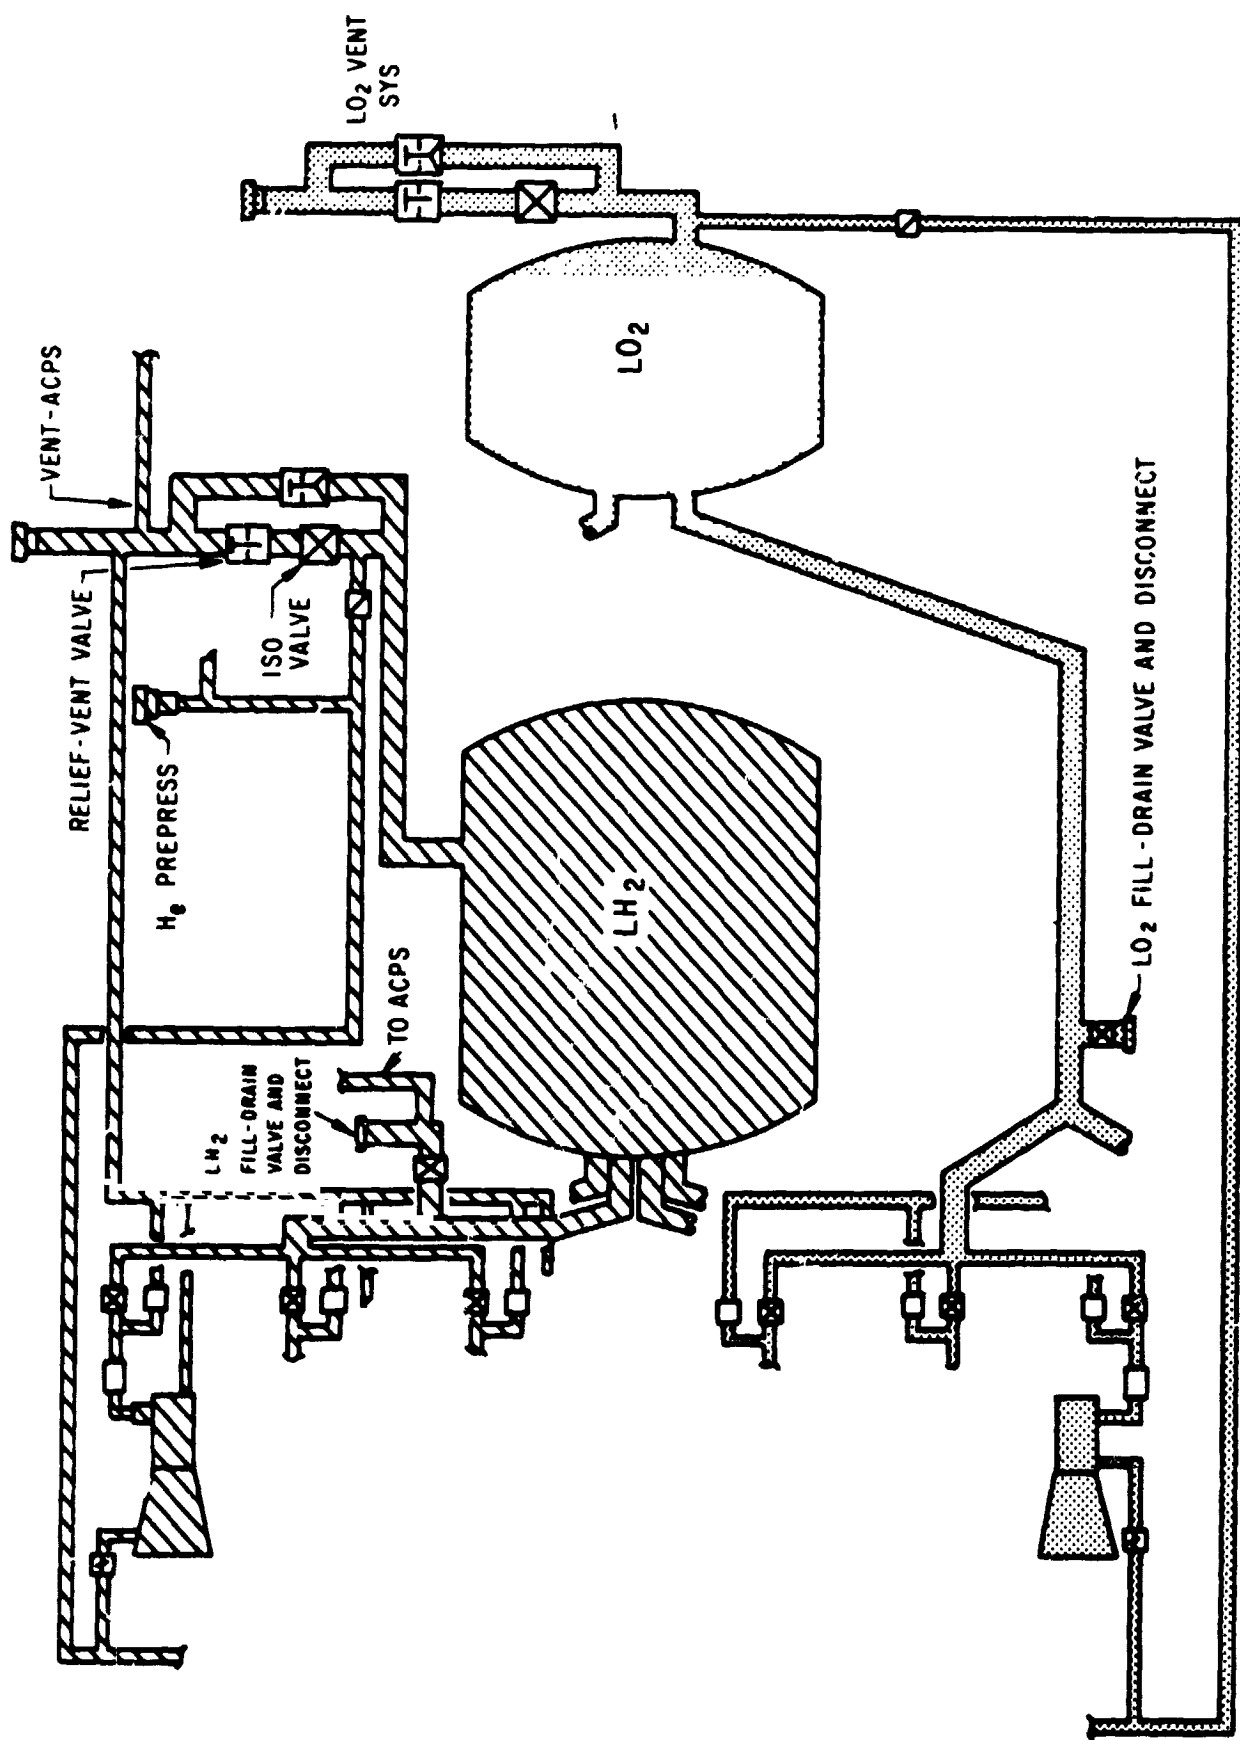 LO₂ VENT
SYS
VENT-ACPS
RELIEF-VENT VALVE
ISO
VALVE
He PREPRESS
LO₂
LH₂
TO ACPS
LH₂
FILL-DRAIN
VALVE AND
DISCONNECT
LO₂ FILL-DRAIN VALVE AND DISCONNECT